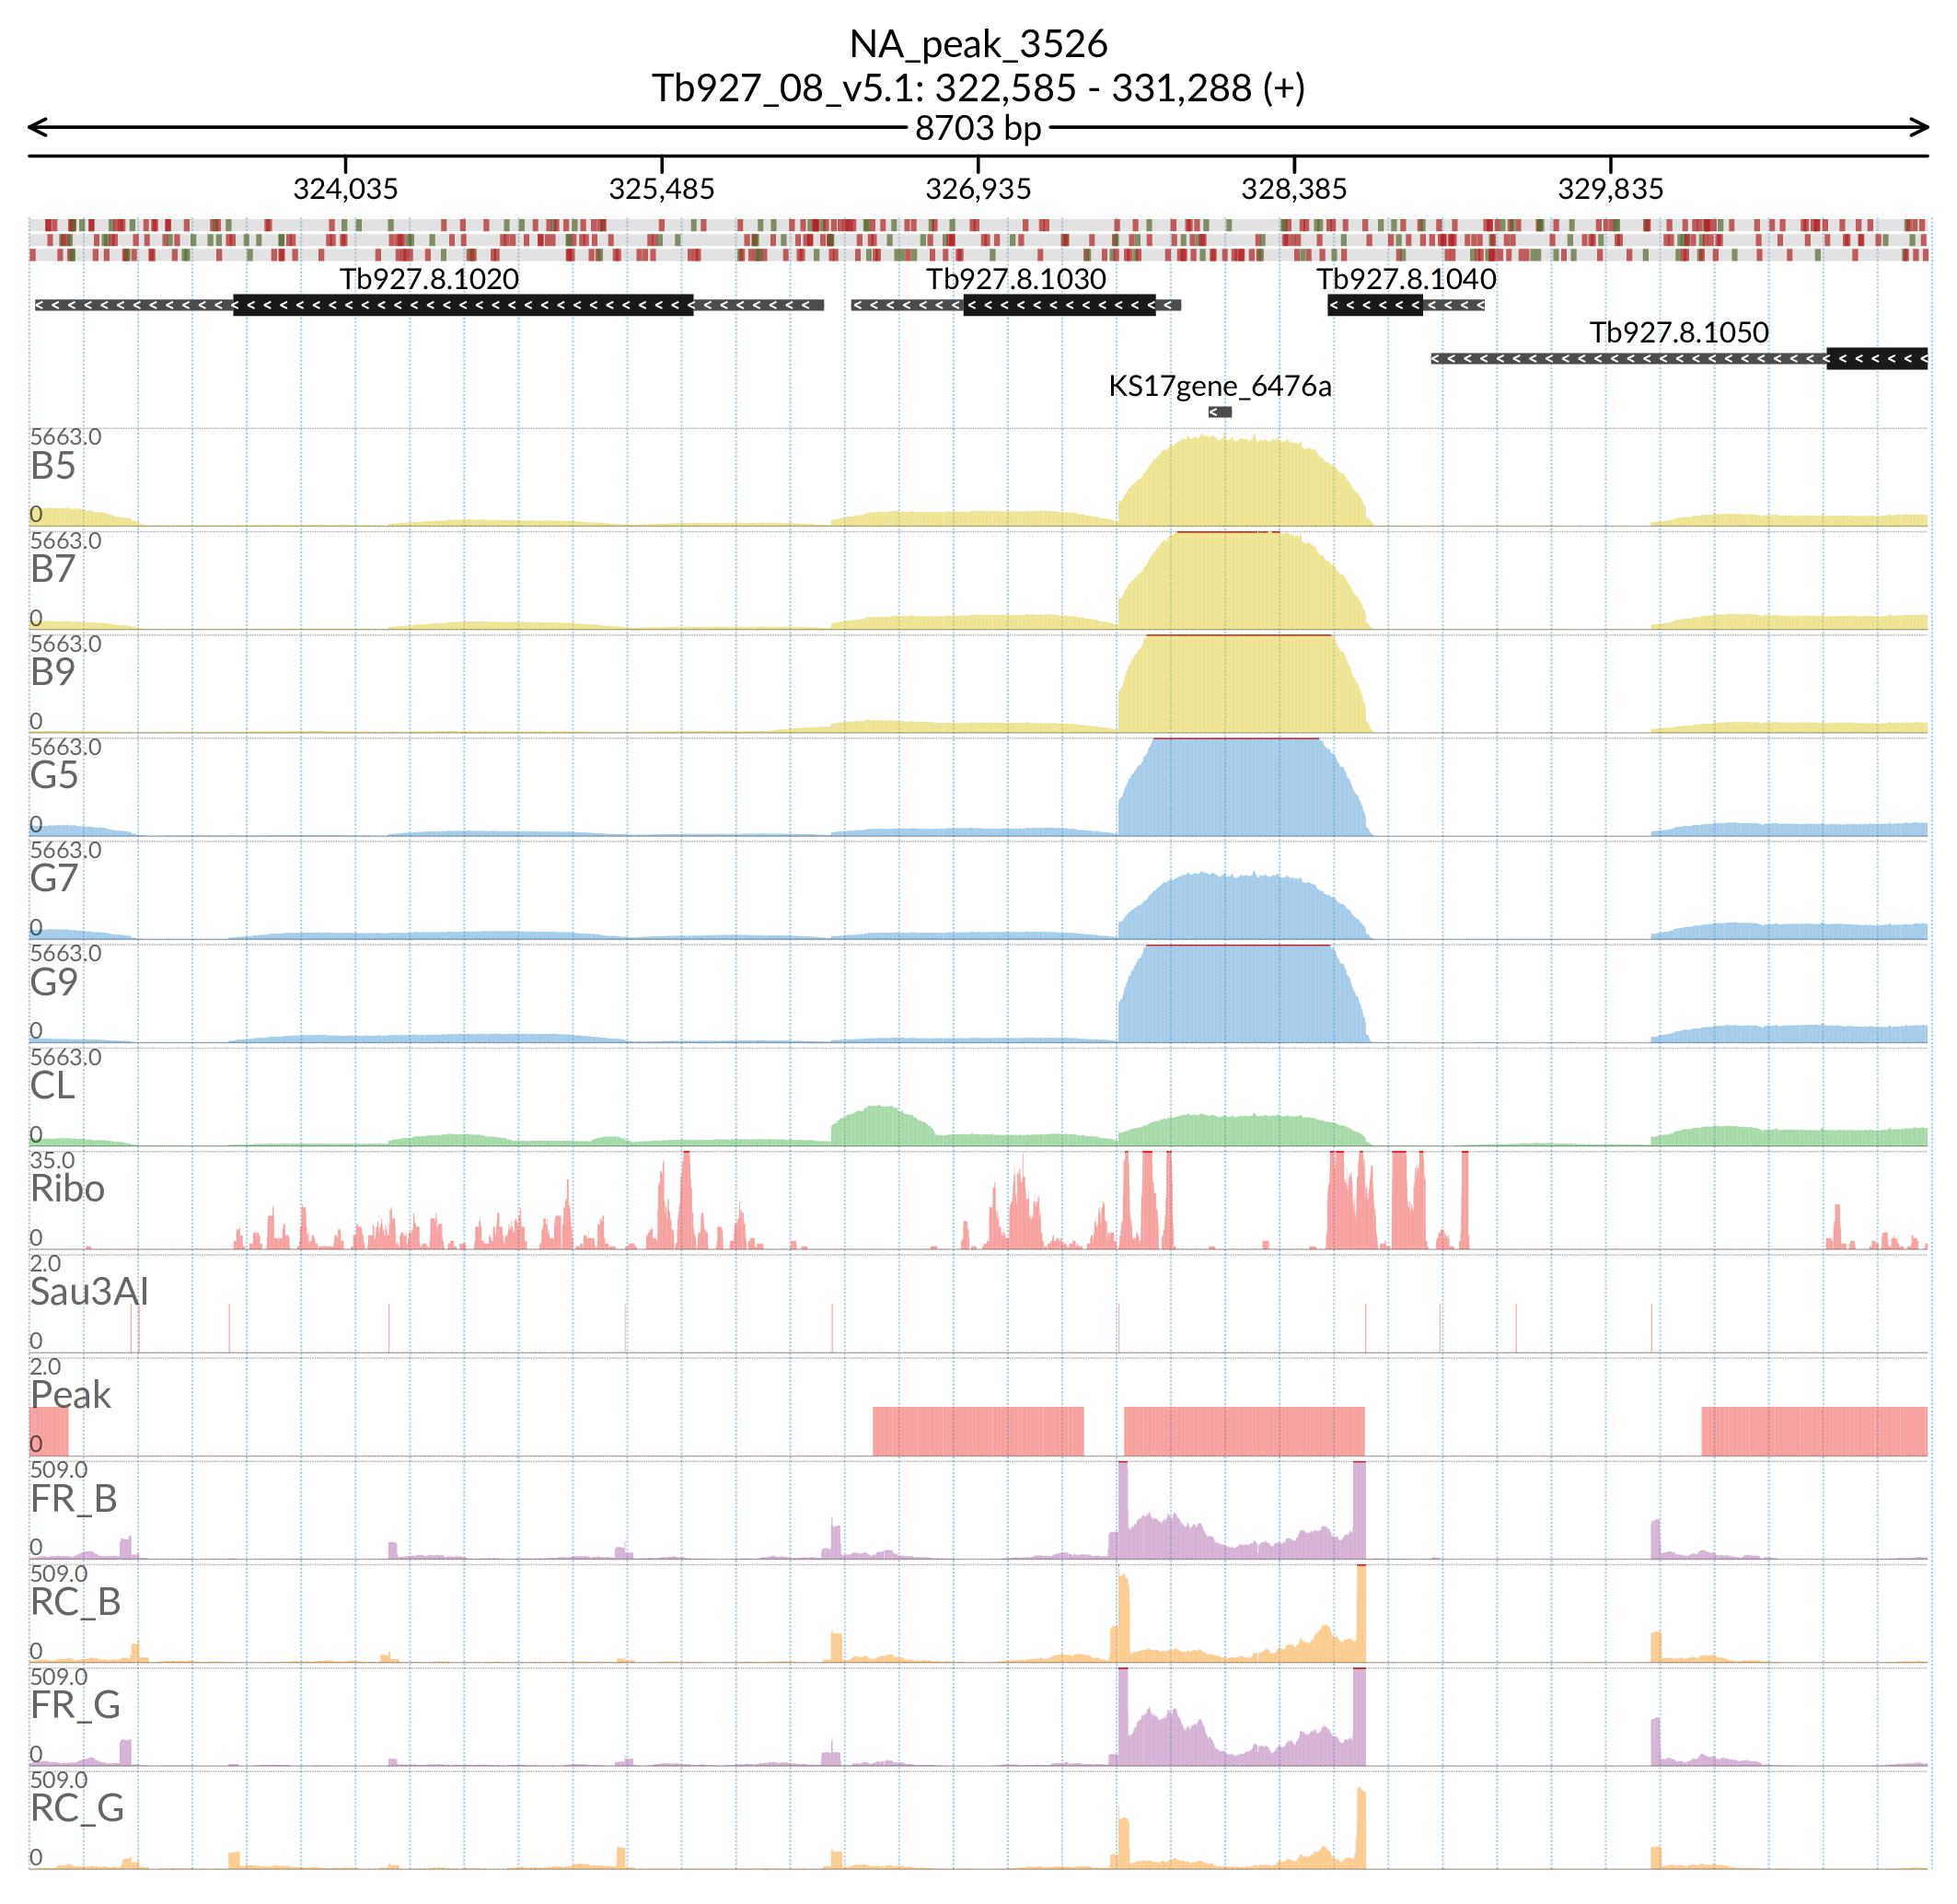 NA_peak_3526
Tb927_08_v5.1: 322,585 - 331,288 (+)
8703 bp
324,035 325,485 326,935 328,385 329,835
Tb927.8.1020 Tb927.8.1030 Tb927.8.1040
Tb927.8.1050
KS17gene_6476a
5663.0
B5
0
5663.0
B7
0
5663.0
B9
0
5663.0
G5
0
5663.0
G7
0
5663.0
G9
0
5663.0
CL
0
35.0
Ribo
0
2.0
Sau3AI
0
2.0
Peak
0
509.0
FR_B
0
509.0
RC_B
0
509.0
FR_G
0
509.0
RC_G
0